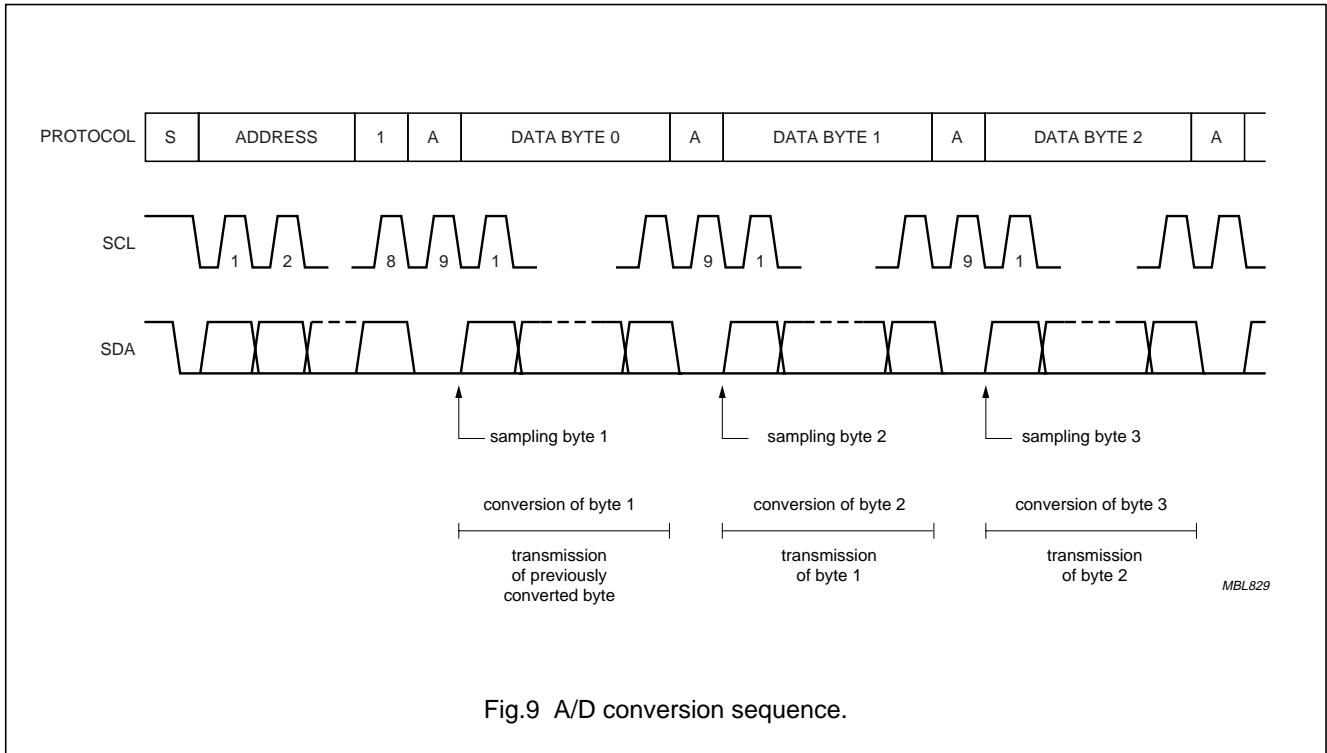 PROTOCOL S ADDRESS 1 A DATA BYTE 0 A DATA BYTE 1 A DATA BYTE 2 A
SCL 1 2 8 9 1 9 1 9 1
SDA
sampling byte 1 sampling byte 2 sampling byte 3
conversion of byte 1 conversion of byte 2 conversion of byte 3
transmission transmission transmission
of previously of byte 1 of byte 2
converted byte
MBL829
Fig.9 A/D conversion sequence.